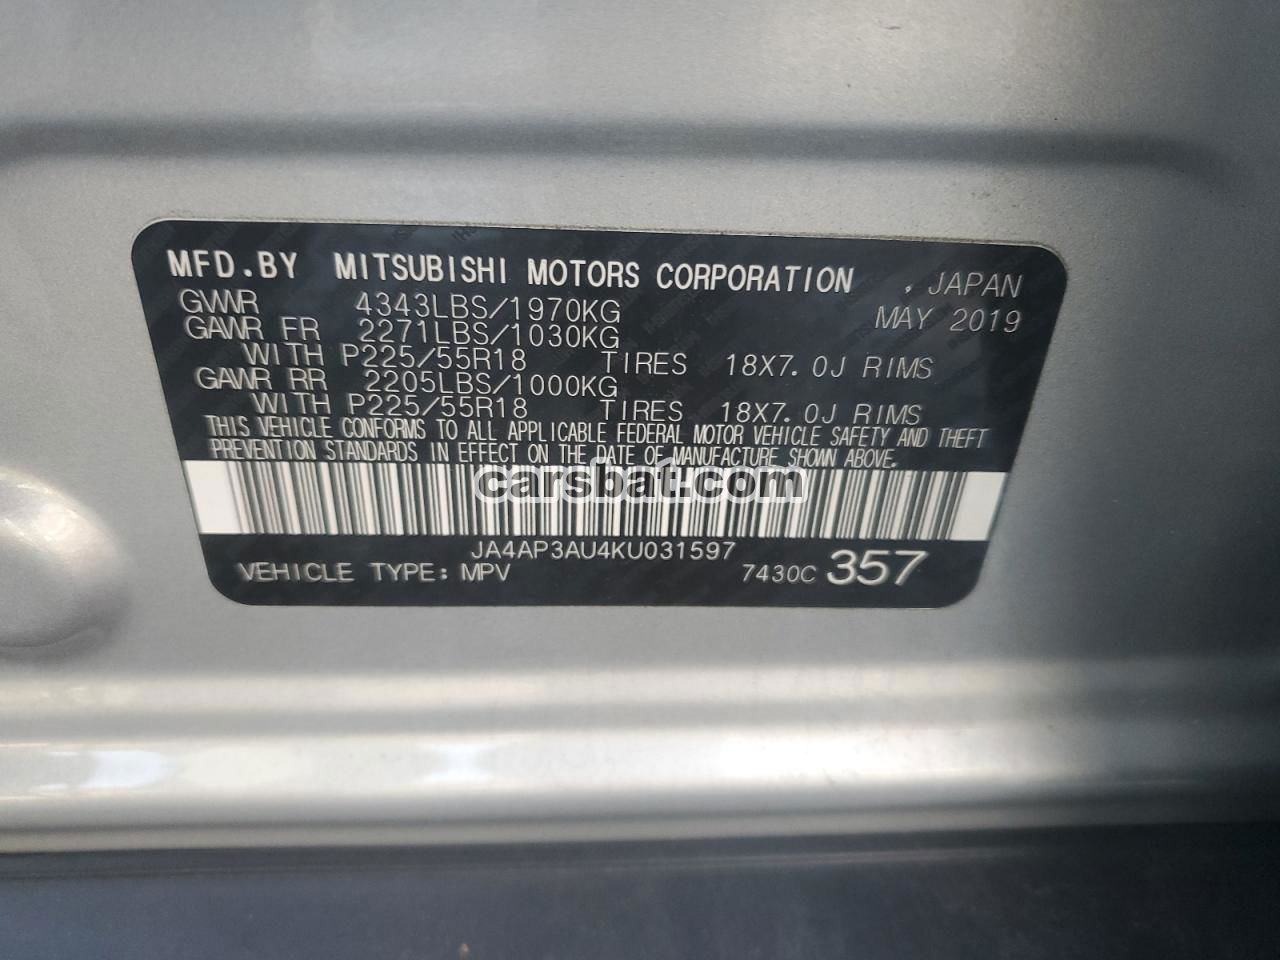 MFD.BY MITSUBISHI MOTORS CORPORATION , JAPAN
GVWR 4343LBS/1970KG MAY 2019
GAWR FR 2271LBS/1030KG
WITH P225/55R18 TIRES 18X7.0J RIMS
GAWR RR 2205LBS/1000KG
WITH P225/55R18 TIRES 18X7.0J RIMS
THIS VEHICLE CONFORMS TO ALL APPLICABLE FEDERAL MOTOR VEHICLE SAFETY AND THEFT
PREVENTION STANDARDS IN EFFECT ON THE DATE OF MANUFACTURE SHOWN ABOVE.
carsbat.com
JA4AP3AU4KU031597
VEHICLE TYPE: MPV 7430C 357